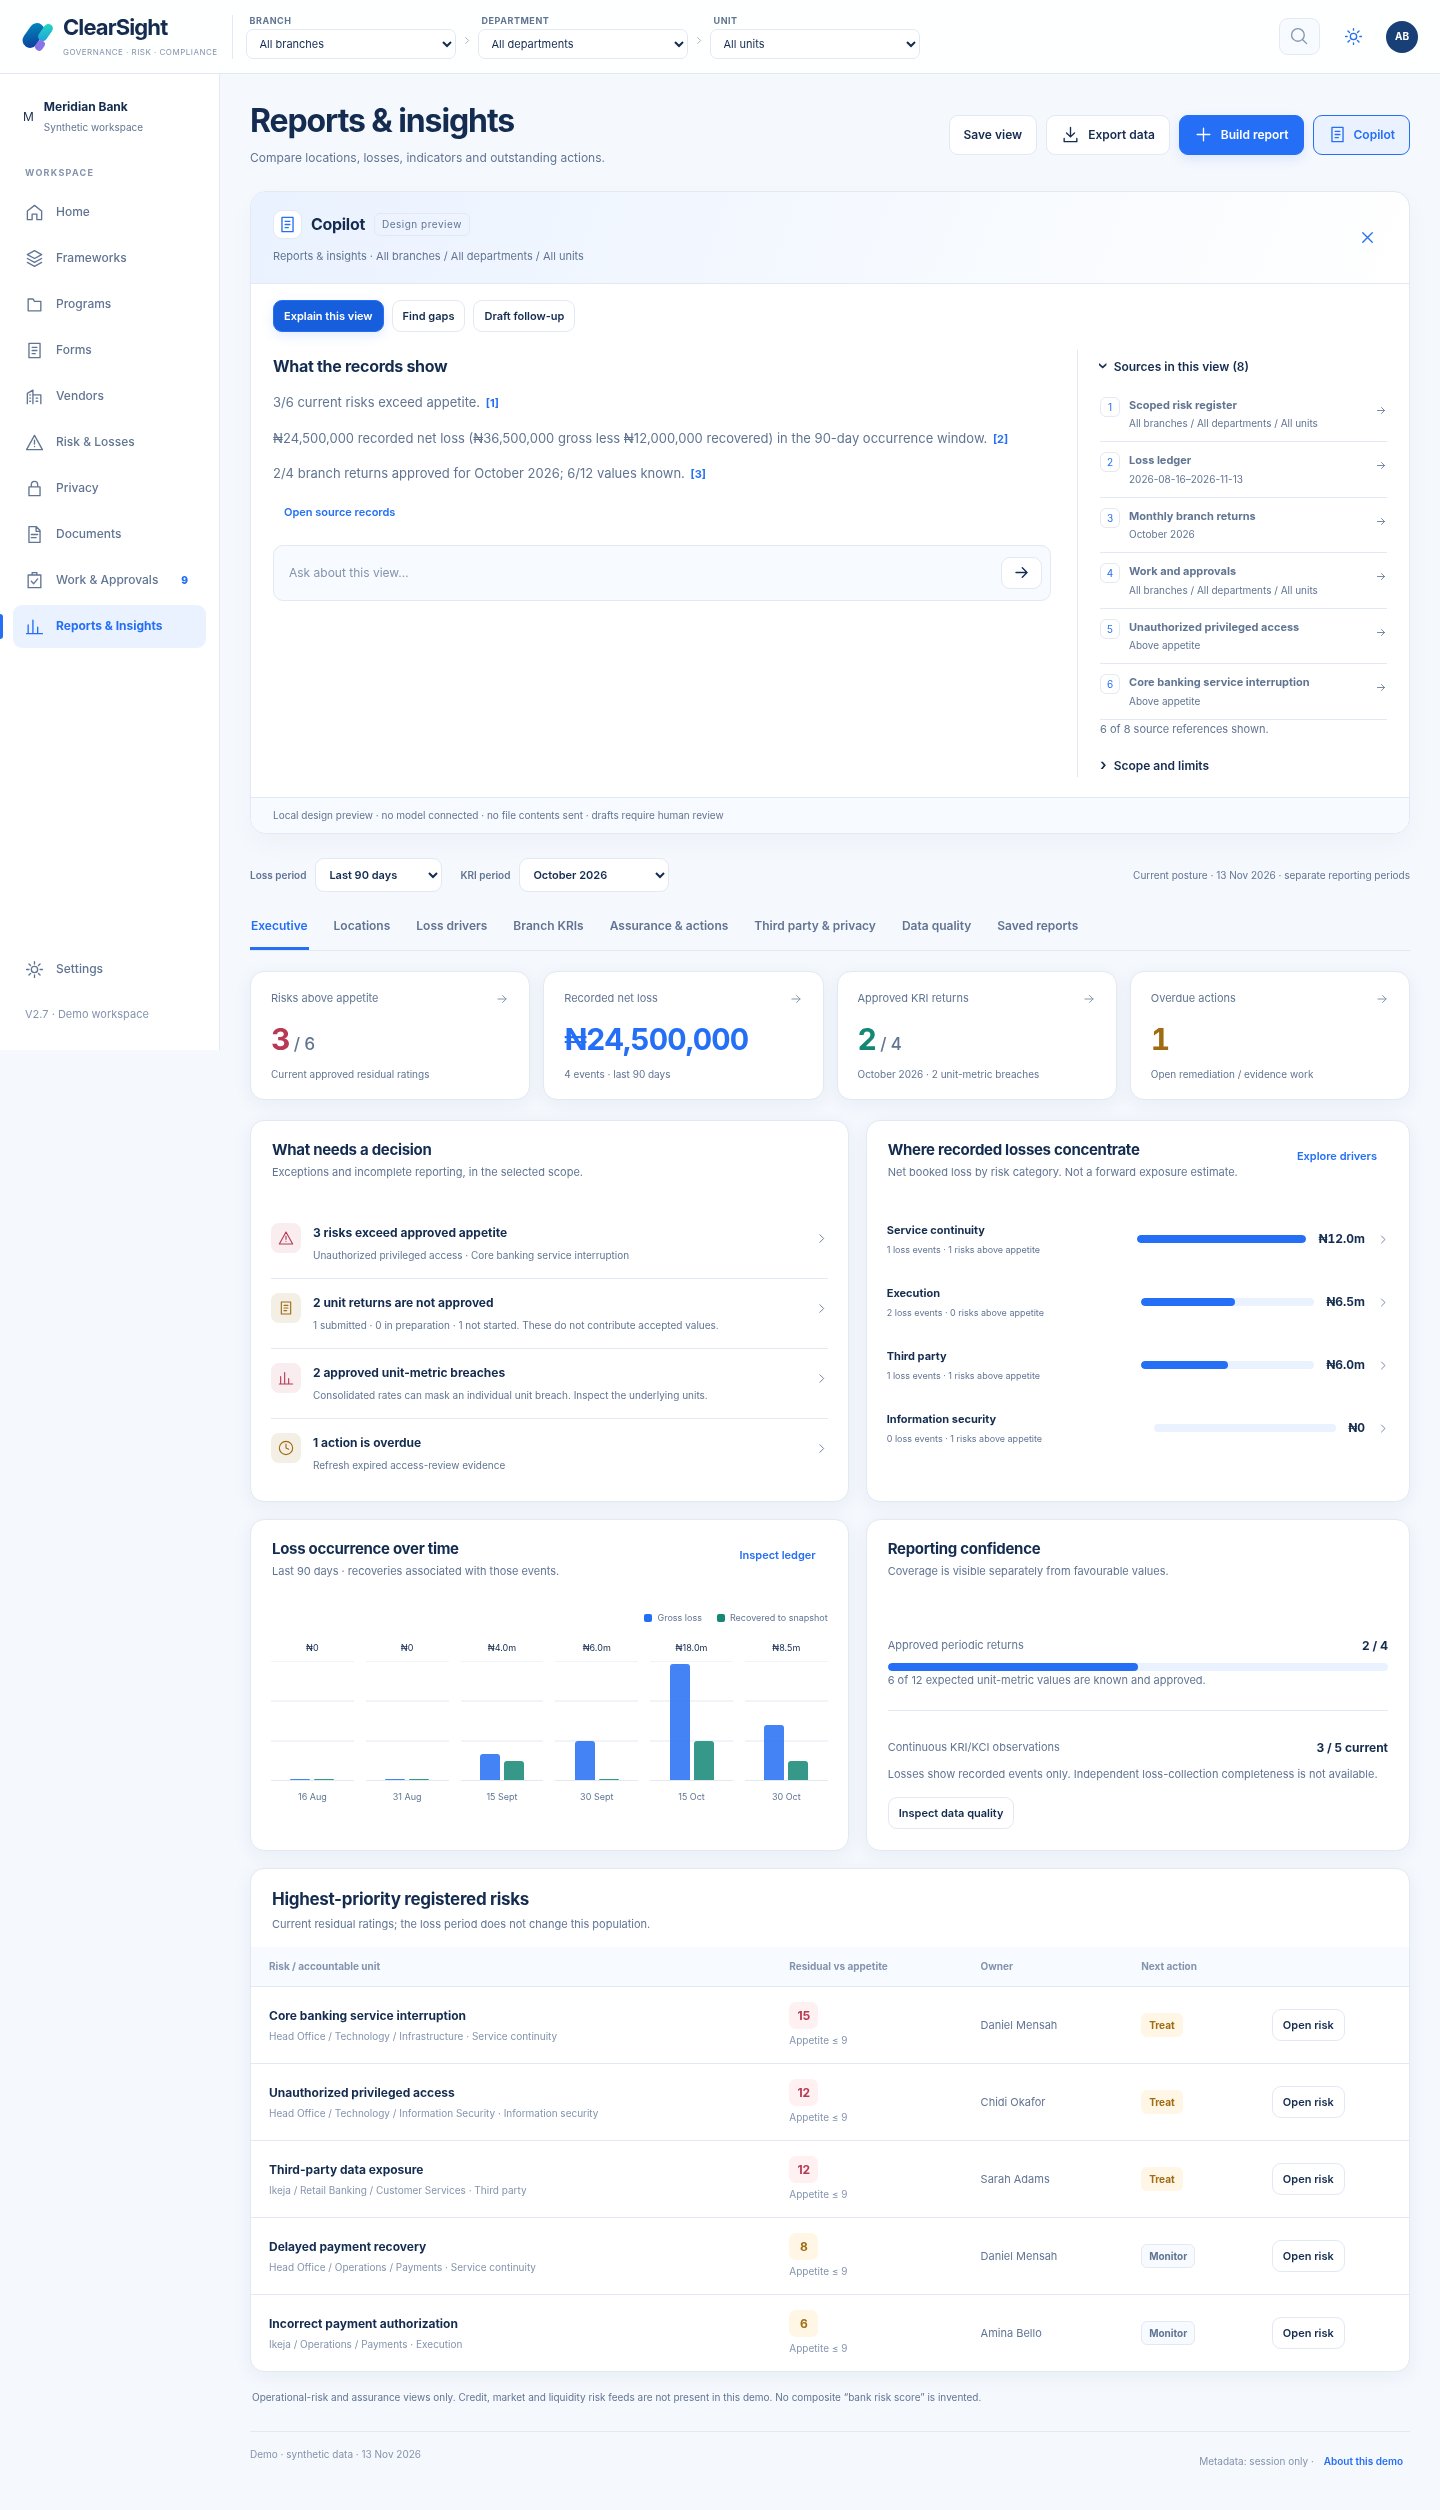 ClearSight
GOVERNANCE · RISK · COMPLIANCE
BRANCH
All branches
DEPARTMENT
All departments
UNIT
All units
AB
M
Meridian Bank
Synthetic workspace
WORKSPACE
Home
Frameworks
Programs
Forms
Vendors
Risk & Losses
Privacy
Documents
Work & Approvals 9
Reports & Insights
Settings
V2.7 · Demo workspace
Reports & insights
Compare locations, losses, indicators and outstanding actions.
Save view
Export data
Build report
Copilot
Copilot Design preview
Reports & insights · All branches / All departments / All units
Explain this view
Find gaps
Draft follow-up
What the records show
3/6 current risks exceed appetite. [1]
₦24,500,000 recorded net loss (₦36,500,000 gross less ₦12,000,000 recovered) in the 90-day occurrence window. [2]
2/4 branch returns approved for October 2026; 6/12 values known. [3]
Open source records
Ask about this view...
Sources in this view (8)
1 Scoped risk register
All branches / All departments / All units
2 Loss ledger
2026-08-16–2026-11-13
3 Monthly branch returns
October 2026
4 Work and approvals
All branches / All departments / All units
5 Unauthorized privileged access
Above appetite
6 Core banking service interruption
Above appetite
6 of 8 source references shown.
Scope and limits
Local design preview · no model connected · no file contents sent · drafts require human review
Loss period Last 90 days
KRI period October 2026
Current posture · 13 Nov 2026 · separate reporting periods
Executive
Locations
Loss drivers
Branch KRIs
Assurance & actions
Third party & privacy
Data quality
Saved reports
Risks above appetite
3 / 6
Current approved residual ratings
Recorded net loss
₦24,500,000
4 events · last 90 days
Approved KRI returns
2 / 4
October 2026 · 2 unit-metric breaches
Overdue actions
1
Open remediation / evidence work
What needs a decision
Exceptions and incomplete reporting, in the selected scope.
3 risks exceed approved appetite
Unauthorized privileged access · Core banking service interruption
2 unit returns are not approved
1 submitted · 0 in preparation · 1 not started. These do not contribute accepted values.
2 approved unit-metric breaches
Consolidated rates can mask an individual unit breach. Inspect the underlying units.
1 action is overdue
Refresh expired access-review evidence
Where recorded losses concentrate
Net booked loss by risk category. Not a forward exposure estimate.
Explore drivers
Service continuity
1 loss events · 1 risks above appetite
₦12.0m
Execution
2 loss events · 0 risks above appetite
₦6.5m
Third party
1 loss events · 1 risks above appetite
₦6.0m
Information security
0 loss events · 1 risks above appetite
₦0
Loss occurrence over time
Last 90 days · recoveries associated with those events.
Inspect ledger
Gross loss
Recovered to snapshot
₦0 ₦0 ₦4.0m ₦6.0m ₦18.0m ₦8.5m
16 Aug 31 Aug 15 Sept 30 Sept 15 Oct 30 Oct
Reporting confidence
Coverage is visible separately from favourable values.
Approved periodic returns 2 / 4
6 of 12 expected unit-metric values are known and approved.
Continuous KRI/KCI observations 3 / 5 current
Losses show recorded events only. Independent loss-collection completeness is not available.
Inspect data quality
Highest-priority registered risks
Current residual ratings; the loss period does not change this population.
Risk / accountable unit Residual vs appetite Owner Next action
Core banking service interruption
Head Office / Technology / Infrastructure · Service continuity
15
Appetite ≤ 9
Daniel Mensah
Treat
Open risk
Unauthorized privileged access
Head Office / Technology / Information Security · Information security
12
Appetite ≤ 9
Chidi Okafor
Treat
Open risk
Third-party data exposure
Ikeja / Retail Banking / Customer Services · Third party
12
Appetite ≤ 9
Sarah Adams
Treat
Open risk
Delayed payment recovery
Head Office / Operations / Payments · Service continuity
8
Appetite ≤ 9
Daniel Mensah
Monitor
Open risk
Incorrect payment authorization
Ikeja / Operations / Payments · Execution
6
Appetite ≤ 9
Amina Bello
Monitor
Open risk
Operational-risk and assurance views only. Credit, market and liquidity risk feeds are not present in this demo. No composite “bank risk score” is invented.
Demo · synthetic data · 13 Nov 2026
Metadata: session only · About this demo